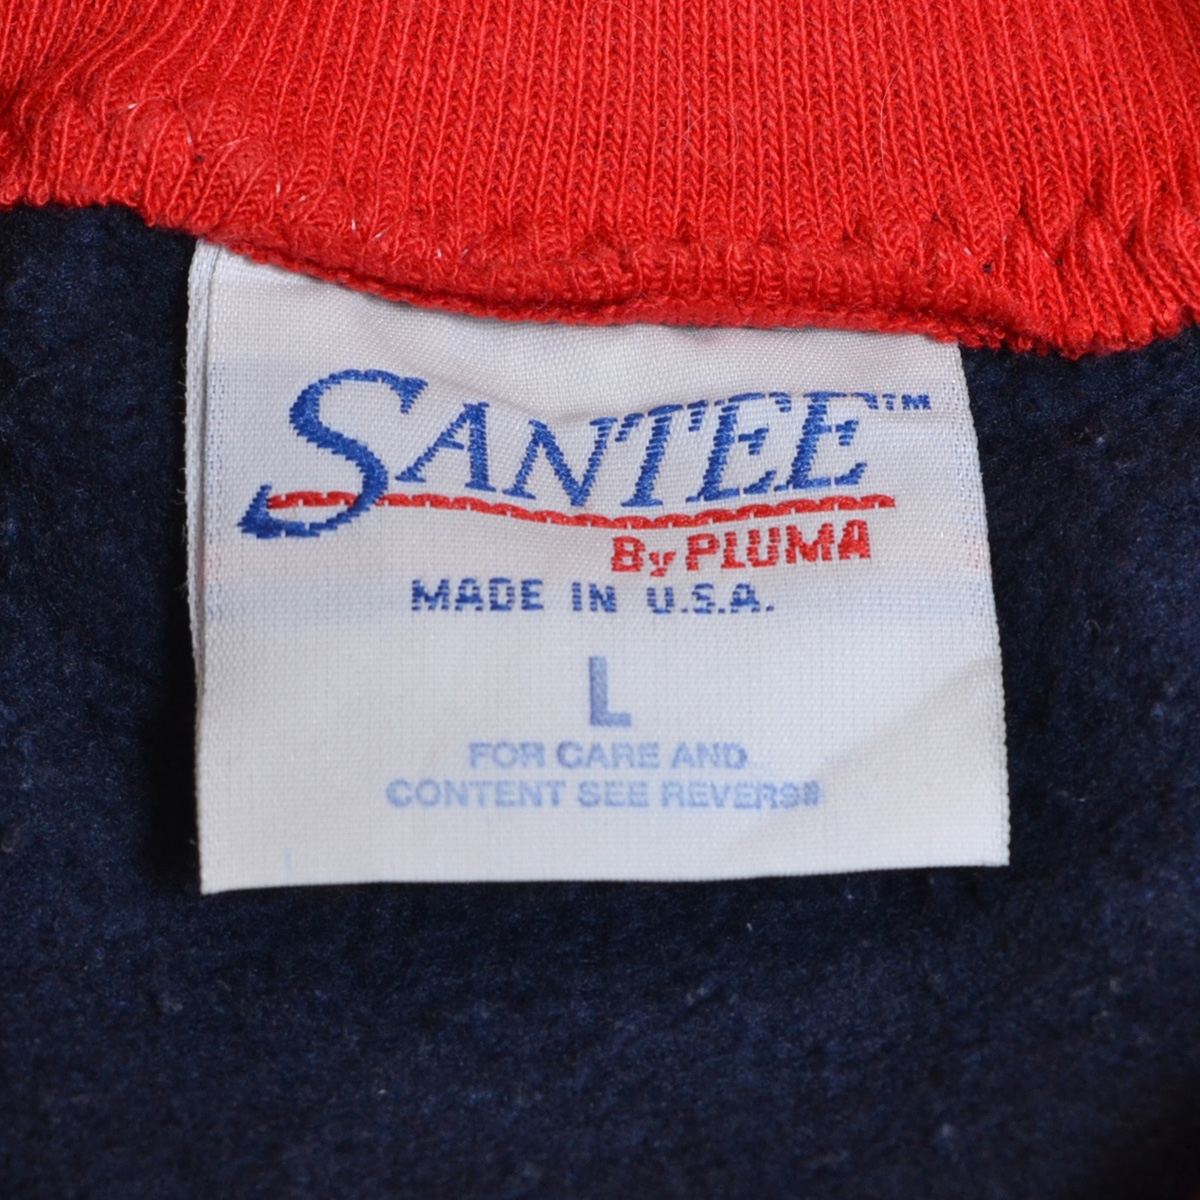 SANTEE™
By PLUMA
MADE IN U.S.A.
L
FOR CARE AND
CONTENT SEE REVERSE